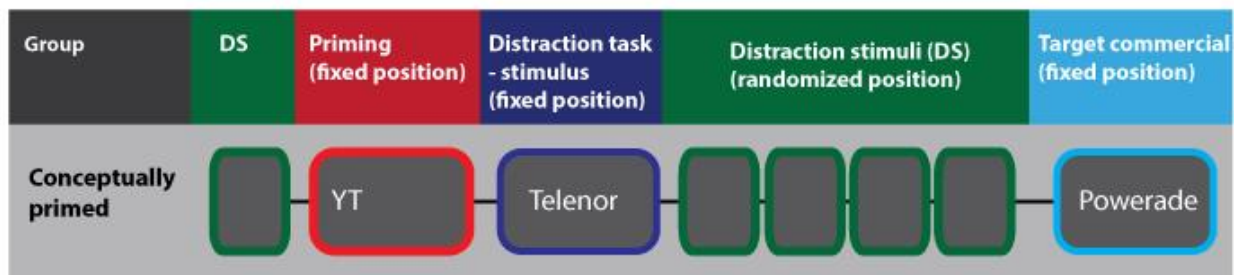 Group
DS
Priming
(fixed position)
Distraction task
- stimulus
(fixed position)
Distraction stimuli (DS)
(randomized position)
Target commercial
(fixed position)
Conceptually
primed
YT
Telenor
Powerade